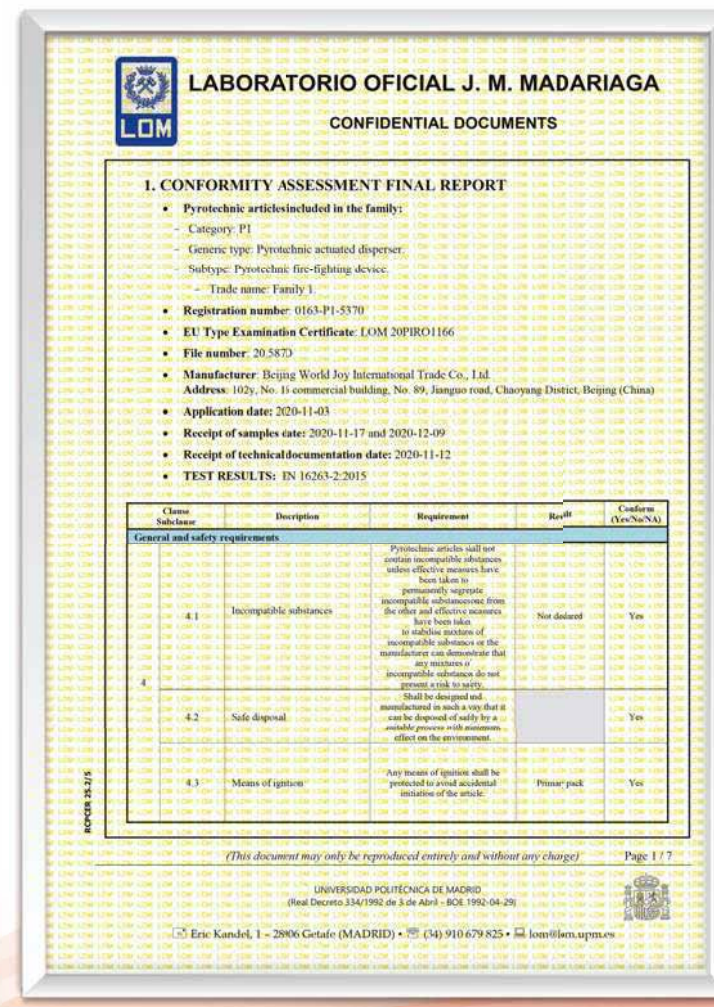 LOM
LABORATORIO OFICIAL J. M. MADARIAGA
CONFIDENTIAL DOCUMENTS
1. CONFORMITY ASSESSMENT FINAL REPORT
• Pyrotechnic articlesincluded in the family:
- Category: P1
- Generic type: Pyrotechnic actuated disperser.
- Subtype: Pyrotechnic fire-fighting device.
- Trade name: Family 1.
• Registration number: 0163-P1-5370
• EU Type Examination Certificate: LOM 20PIRO1166
• File number: 20.5873
• Manufacturer: Beijing World Joy International Trade Co., Ltd.
Address: 102y, No. 15 commercial building, No. 89, Jianguo road, Chaoyang District, Beijing (China)
• Application date: 2020-11-03
• Receipt of samples date: 2020-11-17 and 2020-12-09
• Receipt of technicaldocumentation date: 2020-11-12
• TEST RESULTS: EN 16263-2:2015
Clause Description Requirement Result Conform
Subclause (Yes/No/NA)
General and safety requirements
4
4.1 Incompatible substances
Pyrotechnic articles shall not
contain incompatible substances
unless effective measures have
been taken to
permanently segregate
incompatible substancesone from
the other and effective measures
have been taken
to stabilise mixtures of
incompatible substances or the
manufacturer can demonstrate that
any mixtures of
incompatible substances do not
present a risk to safety.
Not declared Yes
4.2 Safe disposal
Shall be designed and
manufactured in such a way that it
can be disposed of safely by a
suitable process with minimum
effect on the environment.
Yes
4.3 Means of ignition
Any means of ignition shall be
protected to avoid accidental
initiation of the article.
Primary pack Yes
RCPCER 25.2/5
(This document may only be reproduced entirely and without any charge) Page 1 / 7
UNIVERSIDAD POLITÉCNICA DE MADRID
(Real Decreto 334/1992 de 3 de Abril - BOE 1992-04-29)
Eric Kandel, 1 - 28906 Getafe (MADRID) • (34) 910 679 825 • lom@lom.upm.es